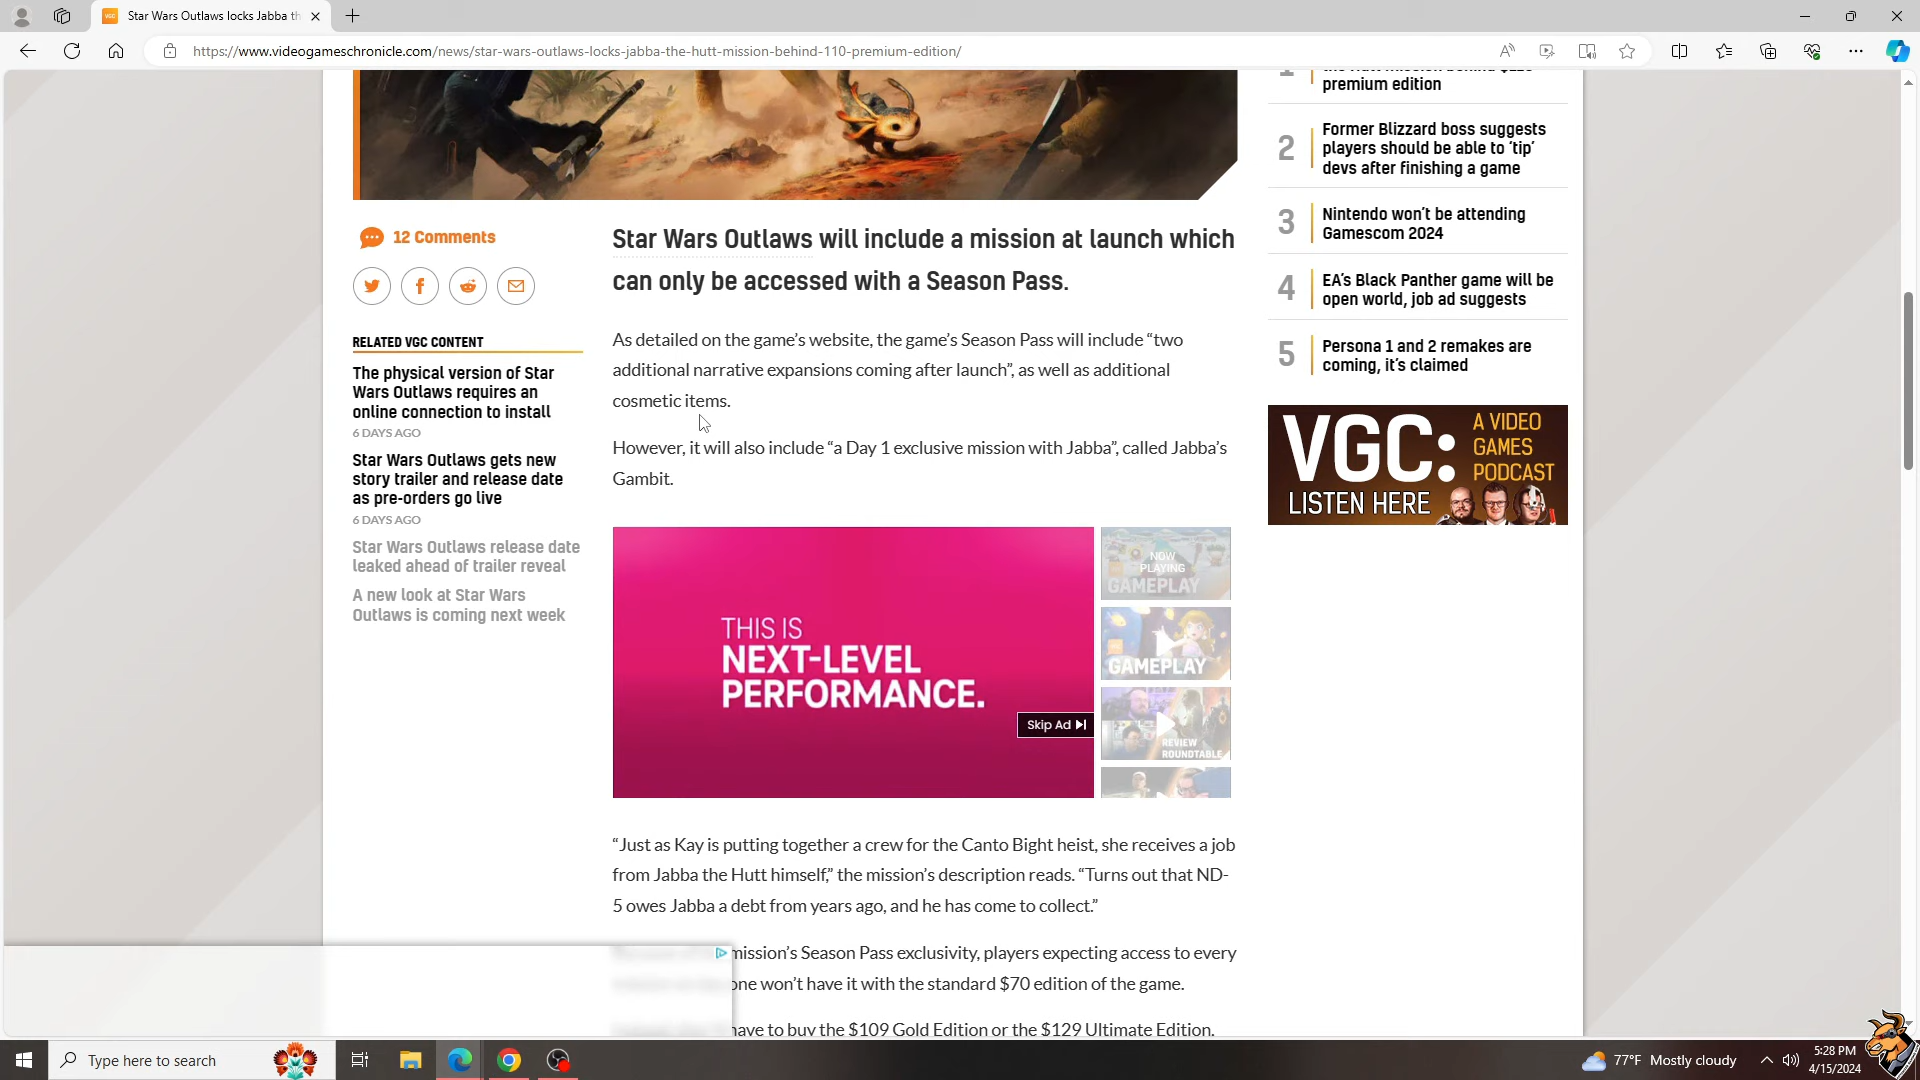 Star Wars Outlaws locks Jabba th
https://www.videogameschronicle.com/news/star-wars-outlaws-locks-jabba-the-hutt-mission-behind-110-premium-edition/
12 Comments
RELATED VGC CONTENT
The physical version of Star
Wars Outlaws requires an
online connection to install
6 DAYS AGO
Star Wars Outlaws gets new
story trailer and release date
as pre-orders go live
6 DAYS AGO
Star Wars Outlaws release date
leaked ahead of trailer reveal
A new look at Star Wars
Outlaws is coming next week
Star Wars Outlaws will include a mission at launch which
can only be accessed with a Season Pass.
As detailed on the game’s website, the game’s Season Pass will include “two
additional narrative expansions coming after launch”, as well as additional
cosmetic items.
However, it will also include “a Day 1 exclusive mission with Jabba”, called Jabba’s
Gambit.
THIS IS
NEXT-LEVEL
PERFORMANCE.
Skip Ad
NOW
PLAYING
GAMEPLAY
GAMEPLAY
REVIEW
ROUNDTABLE
“Just as Kay is putting together a crew for the Canto Bight heist, she receives a job
from Jabba the Hutt himself,” the mission’s description reads. “Turns out that ND-
5 owes Jabba a debt from years ago, and he has come to collect.”
mission’s Season Pass exclusivity, players expecting access to every
one won’t have it with the standard $70 edition of the game.
have to buy the $109 Gold Edition or the $129 Ultimate Edition.
premium edition
2
Former Blizzard boss suggests
players should be able to ‘tip’
devs after finishing a game
3
Nintendo won’t be attending
Gamescom 2024
4
EA’s Black Panther game will be
open world, job ad suggests
5
Persona 1 and 2 remakes are
coming, it’s claimed
VGC:
A VIDEO
GAMES
PODCAST
LISTEN HERE
Type here to search
77°F Mostly cloudy
5:28 PM
4/15/2024